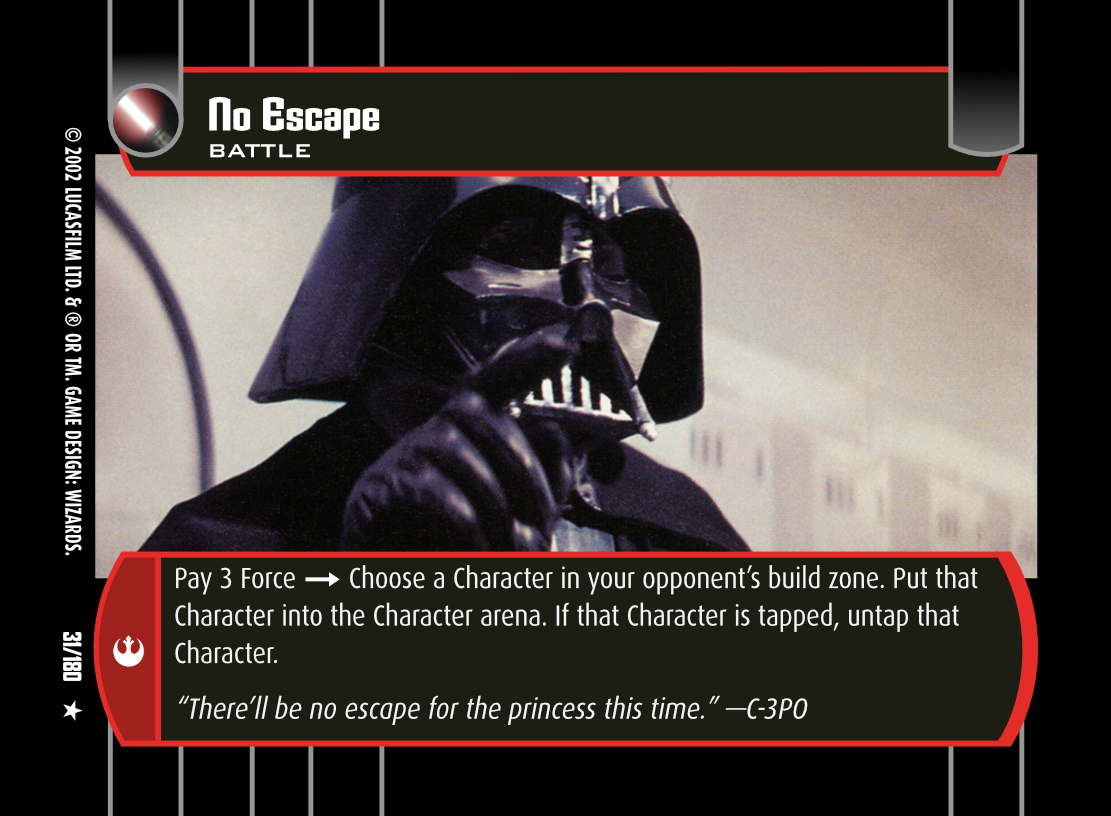 No Escape
BATTLE
© 2002 LUCASFILM LTD. & ® OR TM. GAME DESIGN: WIZARDS.
Pay 3 Force → Choose a Character in your opponent’s build zone. Put that
Character into the Character arena. If that Character is tapped, untap that
Character.
“There’ll be no escape for the princess this time.” —C-3PO
31/180 ★